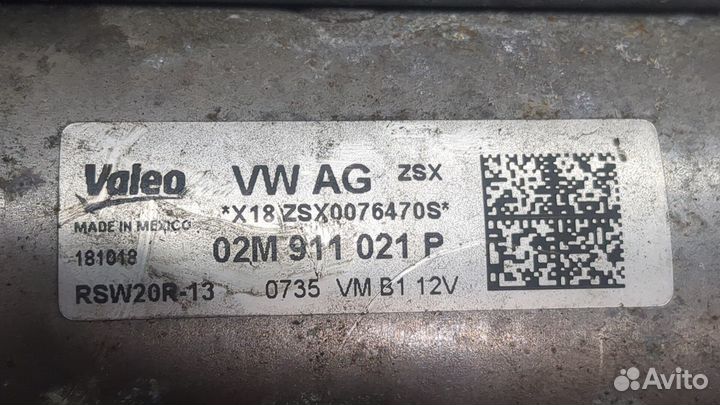 Valeo VW AG ZSX
*X18 ZSX0076470S*
MADE IN MEXICO
181018 02M 911 021 P
RSW20R-13 0735 VM B1 12V
Avito